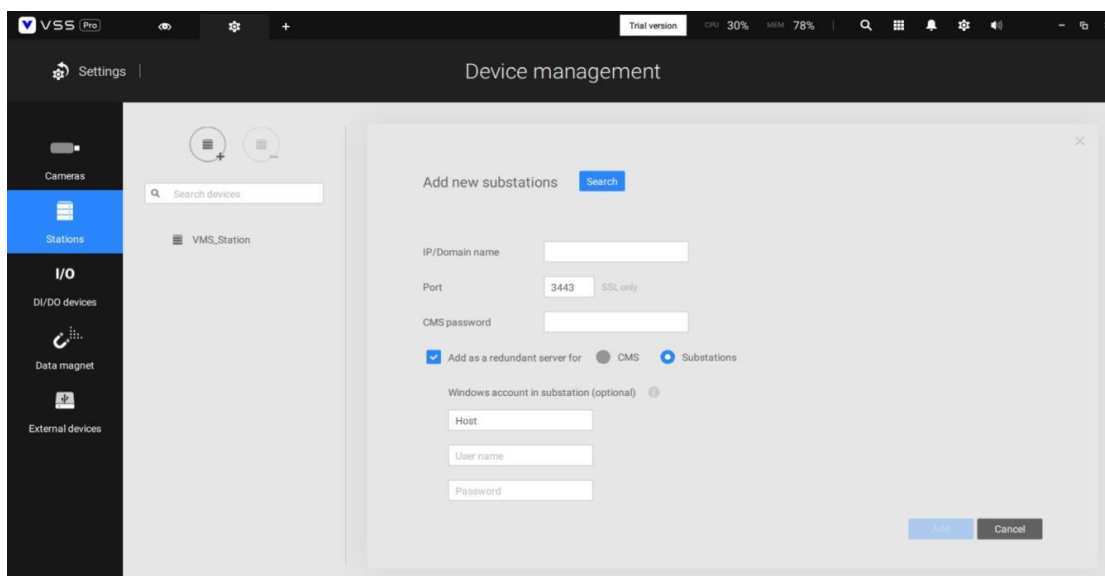 VSS Pro + Trial version CPU 30% MEM 78%
Settings Device management
Cameras
Stations
I/O
DI/DO devices
Data magnet
External devices
Search devices
VMS_Station
Add new substations Search
IP/Domain name
Port 3443 SSL only
CMS password
Add as a redundant server for CMS Substations
Windows account in substation (optional)
Host
User name
Password
Add Cancel